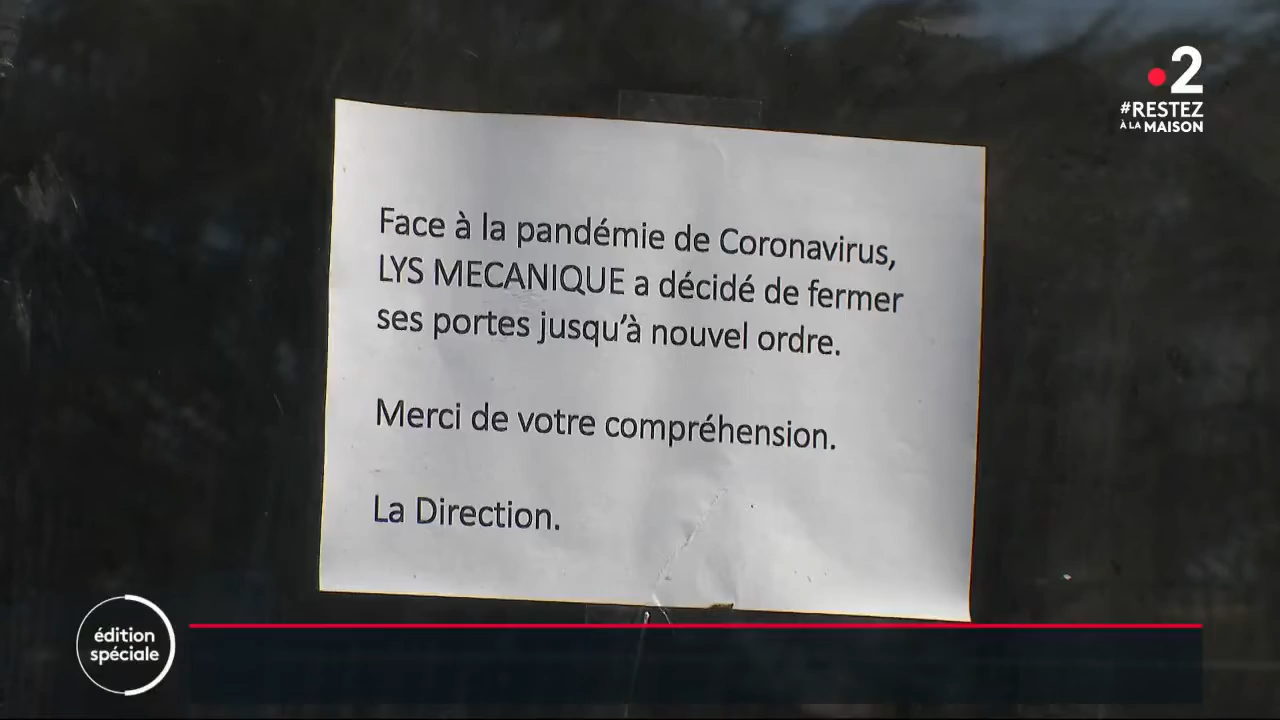 2
#RESTEZ
À LA MAISON
Face à la pandémie de Coronavirus,
LYS MECANIQUE a décidé de fermer
ses portes jusqu'à nouvel ordre.
Merci de votre compréhension.
La Direction.
édition
spéciale